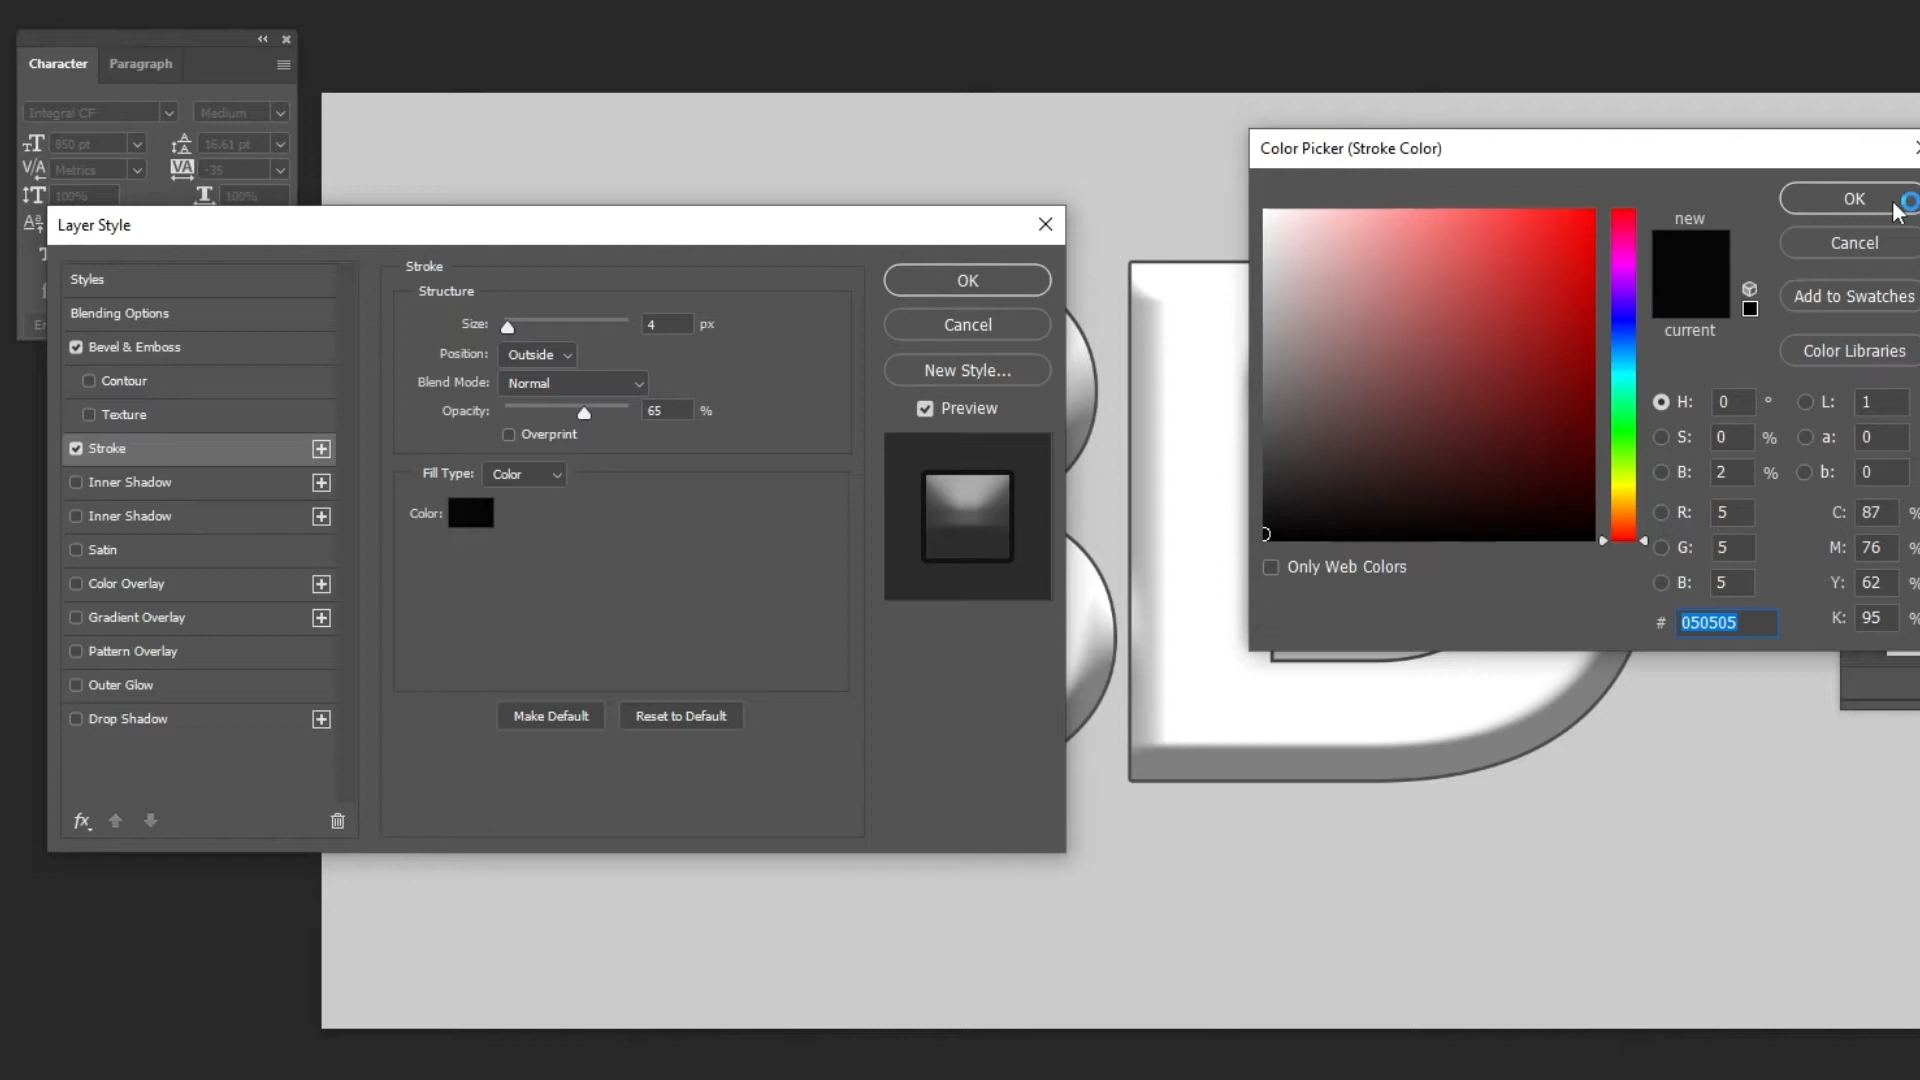 Character Paragraph
Integral CF Medium
850 pt 16.61 pt
Metrics -35
100% 100%
Layer Style
Styles
Blending Options
Bevel & Emboss
Contour
Texture
Stroke
Inner Shadow
Inner Shadow
Satin
Color Overlay
Gradient Overlay
Pattern Overlay
Outer Glow
Drop Shadow
fx
Stroke
Structure
Size: 4 px
Position: Outside
Blend Mode: Normal
Opacity: 65 %
Overprint
Fill Type: Color
Color:
Make Default Reset to Default
OK
Cancel
New Style...
Preview
Color Picker (Stroke Color)
new
current
OK
Cancel
Add to Swatches
Color Libraries
H: 0 ° L: 1
S: 0 % a: 0
B: 2 % b: 0
R: 5 C: 87 %
G: 5 M: 76 %
B: 5 Y: 62 %
# 050505 K: 95 %
Only Web Colors
D